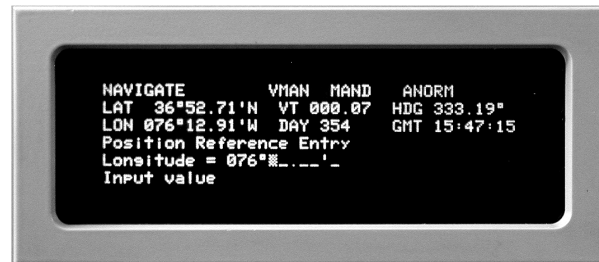 NAVIGATE VMAN MAND ANORM
LAT 36°52.71'N VT 000.07 HDG 333.19°
LON 076°12.91'W DAY 354 GMT 15:47:15
Position Reference Entry
Longitude = 076°▒_.__'_
Input value